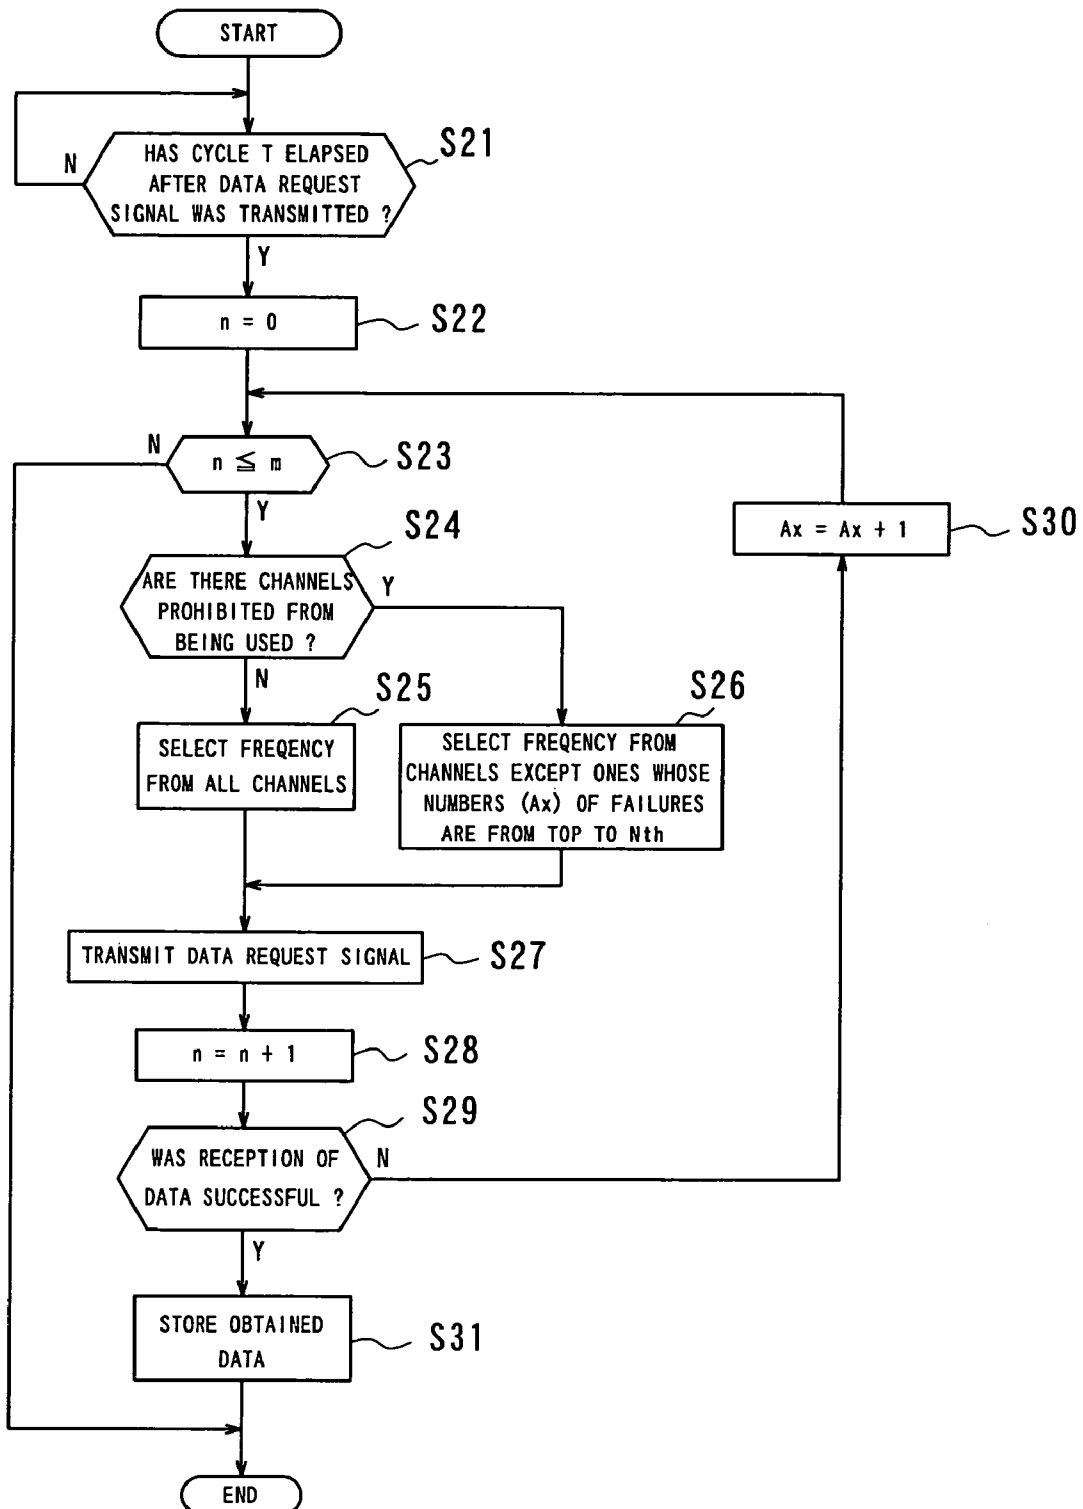 START
HAS CYCLE T ELAPSED
AFTER DATA REQUEST
SIGNAL WAS TRANSMITTED ?
S21
N
Y
n = 0
S22
N
n ≦ m
S23
Y
S24
ARE THERE CHANNELS
PROHIBITED FROM
BEING USED ?
Y
N
Ax = Ax + 1
S30
S25
SELECT FREQENCY
FROM ALL CHANNELS
S26
SELECT FREQENCY FROM
CHANNELS EXCEPT ONES WHOSE
NUMBERS (Ax) OF FAILURES
ARE FROM TOP TO Nth
TRANSMIT DATA REQUEST SIGNAL
S27
n = n + 1
S28
S29
WAS RECEPTION OF
DATA SUCCESSFUL ?
N
Y
STORE OBTAINED
DATA
S31
END